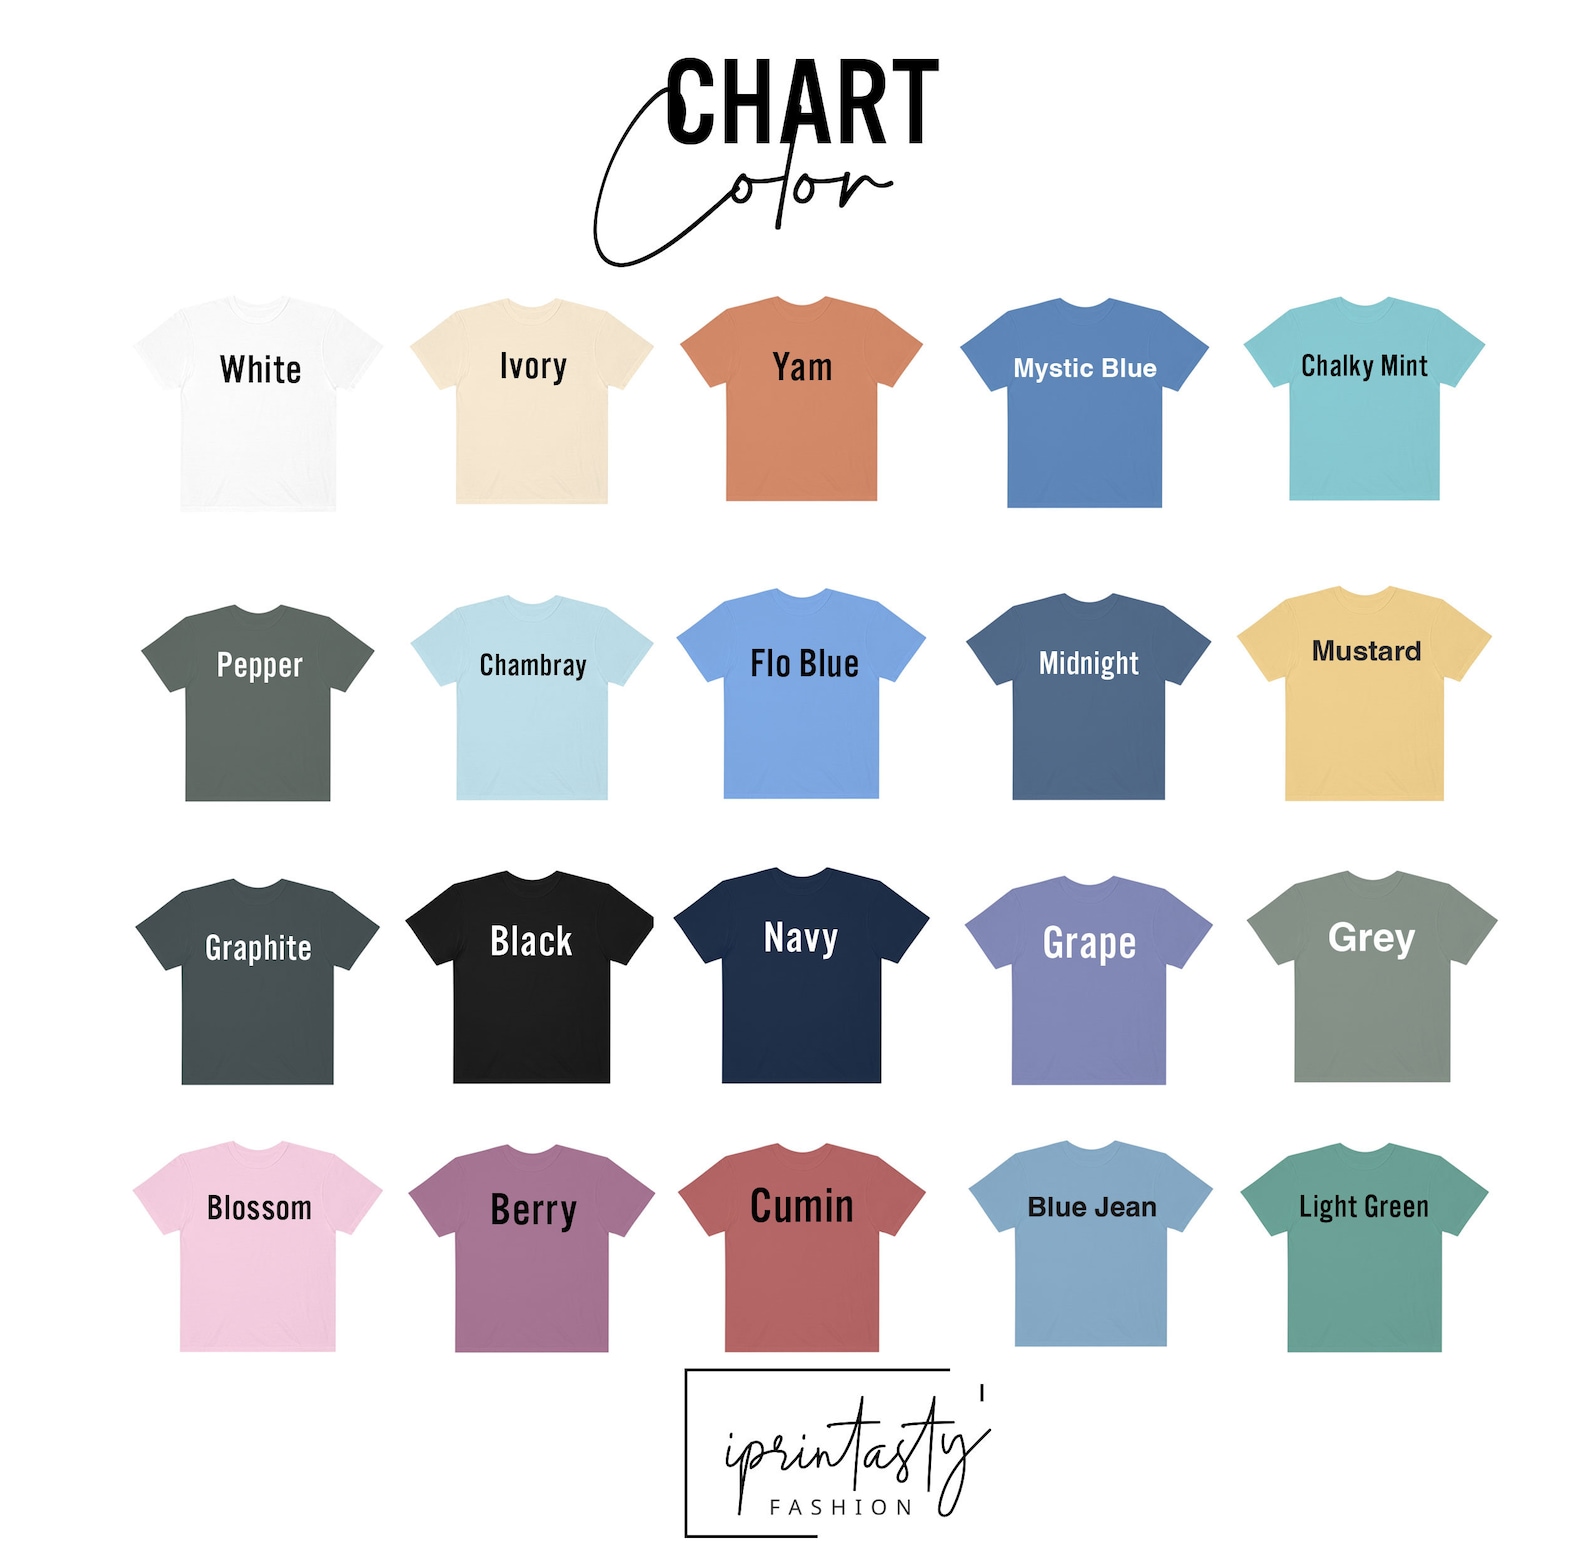 CHART
Color
White
Ivory
Yam
Mystic Blue
Chalky Mint
Pepper
Chambray
Flo Blue
Midnight
Mustard
Graphite
Black
Navy
Grape
Grey
Blossom
Berry
Cumin
Blue Jean
Light Green
iprintasty'
FASHION